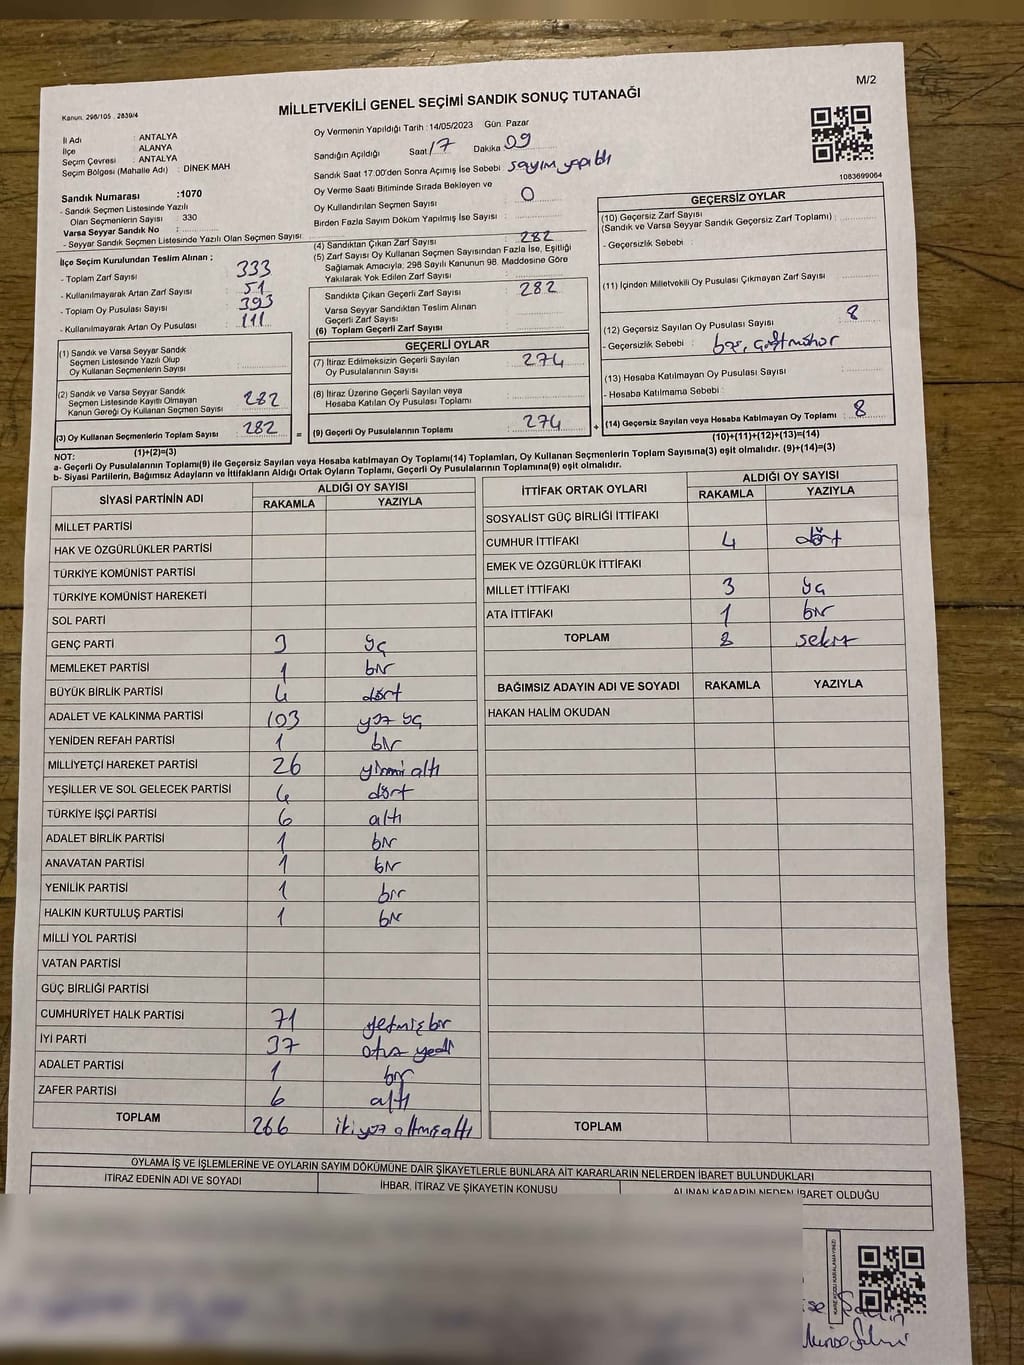 M/2
Kanun: 298/105 , 2839/4
MİLLETVEKİLİ GENEL SEÇİMİ SANDIK SONUÇ TUTANAĞI
İl Adı : ANTALYA
İlçe : ALANYA
Seçim Çevresi : ANTALYA
Seçim Bölgesi (Mahalle Adı) : DİNEK MAH
Sandık Numarası :1070
- Sandık Seçmen Listesinde Yazılı
Olan Seçmenlerin Sayısı : 330
Varsa Seyyar Sandık No :
- Seyyar Sandık Seçmen Listesinde Yazılı Olan Seçmen Sayısı :
Oy Vermenin Yapıldığı Tarih :14/05/2023 Gün: Pazar
Sandığın Açıldığı Saat 17 Dakika 09
Sandık Saat 17:00'den Sonra Açımış İse Sebebi : sayım yapıldı
Oy Verme Saati Bitiminde Sırada Bekleyen ve
Oy Kullandırılan Seçmen Sayısı : 0
Birden Fazla Sayım Döküm Yapılmış İse Sayısı :
1083699064
İlçe Seçim Kurulundan Teslim Alınan :
- Toplam Zarf Sayısı : 333
- Kullanılmayarak Artan Zarf Sayısı : 51
- Toplam Oy Pusulası Sayısı : 393
- Kullanılmayarak Artan Oy Pusulası : 111
(1) Sandık ve Varsa Seyyar Sandık
Seçmen Listesinde Yazılı Olup
Oy Kullanan Seçmenlerin Sayısı :
(2) Sandık ve Varsa Seyyar Sandık
Seçmen Listesinde Kayıtlı Olmayan
Kanun Gereği Oy Kullanan Seçmen Sayısı : 282
(3) Oy Kullanan Seçmenlerin Toplam Sayısı : 282
(1)+(2)=(3)
(4) Sandıktan Çıkan Zarf Sayısı : 282
(5) Zarf Sayısı Oy Kullanan Seçmen Sayısından Fazla İse, Eşitliği
Sağlamak Amacıyla, 298 Sayılı Kanunun 98. Maddesine Göre
Yakılarak Yok Edilen Zarf Sayısı :
Sandıkta Çıkan Geçerli Zarf Sayısı : 282
Varsa Seyyar Sandıktan Teslim Alınan
Geçerli Zarf Sayısı :
(6) Toplam Geçerli Zarf Sayısı :
GEÇERLİ OYLAR
(7) İtiraz Edilmeksizin Geçerli Sayılan
Oy Pusulalarının Sayısı : 274
(8) İtiraz Üzerine Geçerli Sayılan veya
Hesaba Katılan Oy Pusulası Toplamı :
= (9) Geçerli Oy Pusulalarının Toplamı : 274
GEÇERSİZ OYLAR
(10) Geçersiz Zarf Sayısı :
(Sandık ve Varsa Seyyar Sandık Geçersiz Zarf Toplamı)
- Geçersizlik Sebebi :
(11) İçinden Milletvekili Oy Pusulası Çıkmayan Zarf Sayısı :
(12) Geçersiz Sayılan Oy Pusulası Sayısı : 8
- Geçersizlik Sebebi : boş, çift mühür
(13) Hesaba Katılmayan Oy Pusulası Sayısı :
- Hesaba Katılmama Sebebi :
+ (14) Geçersiz Sayılan veya Hesaba Katılmayan Oy Toplamı : 8
(10)+(11)+(12)+(13)=(14)
NOT:
a- Geçerli Oy Pusulalarının Toplamı(9) ile Geçersiz Sayılan veya Hesaba katılmayan Oy Toplamı(14) Toplamları, Oy Kullanan Seçmenlerin Toplam Sayısına(3) eşit olmalıdır. (9)+(14)=(3)
b- Siyasi Partilerin, Bağımsız Adayların ve İttifakların Aldığı Ortak Oyların Toplamı, Geçerli Oy Pusulalarının Toplamına(9) eşit olmalıdır.
SİYASİ PARTİNİN ADI ALDIĞI OY SAYISI
RAKAMLA YAZIYLA
MİLLET PARTİSİ
HAK VE ÖZGÜRLÜKLER PARTİSİ
TÜRKİYE KOMÜNİST PARTİSİ
TÜRKİYE KOMÜNİST HAREKETİ
SOL PARTİ
GENÇ PARTİ 3 üç
MEMLEKET PARTİSİ 1 bir
BÜYÜK BİRLİK PARTİSİ 4 dört
ADALET VE KALKINMA PARTİSİ 103 yüz üç
YENİDEN REFAH PARTİSİ 1 bir
MİLLİYETÇİ HAREKET PARTİSİ 26 yirmi altı
YEŞİLLER VE SOL GELECEK PARTİSİ 4 dört
TÜRKİYE İŞÇİ PARTİSİ 6 altı
ADALET BİRLİK PARTİSİ 1 bir
ANAVATAN PARTİSİ 1 bir
YENİLİK PARTİSİ 1 bir
HALKIN KURTULUŞ PARTİSİ 1 bir
MİLLİ YOL PARTİSİ
VATAN PARTİSİ
GÜÇ BİRLİĞİ PARTİSİ
CUMHURİYET HALK PARTİSİ 71 yetmiş bir
İYİ PARTİ 37 otuz yedi
ADALET PARTİSİ 1 bir
ZAFER PARTİSİ 6 altı
TOPLAM 266 iki yüz altmış altı
İTTİFAK ORTAK OYLARI ALDIĞI OY SAYISI
RAKAMLA YAZIYLA
SOSYALİST GÜÇ BİRLİĞİ İTTİFAKI
CUMHUR İTTİFAKI 4 dört
EMEK VE ÖZGÜRLÜK İTTİFAKI
MİLLET İTTİFAKI 3 üç
ATA İTTİFAKI 1 bir
TOPLAM 8 sekiz
BAĞIMSIZ ADAYIN ADI VE SOYADI RAKAMLA YAZIYLA
HAKAN HALİM OKUDAN
TOPLAM
OYLAMA İŞ VE İŞLEMLERİNE VE OYLARIN SAYIM DÖKÜMÜNE DAİR ŞİKAYETLERLE BUNLARA AİT KARARLARIN NELERDEN İBARET BULUNDUKLARI
İTİRAZ EDENİN ADI VE SOYADI İHBAR, İTİRAZ VE ŞİKAYETİN KONUSU ALINAN KARARIN NEDEN İBARET OLDUĞU